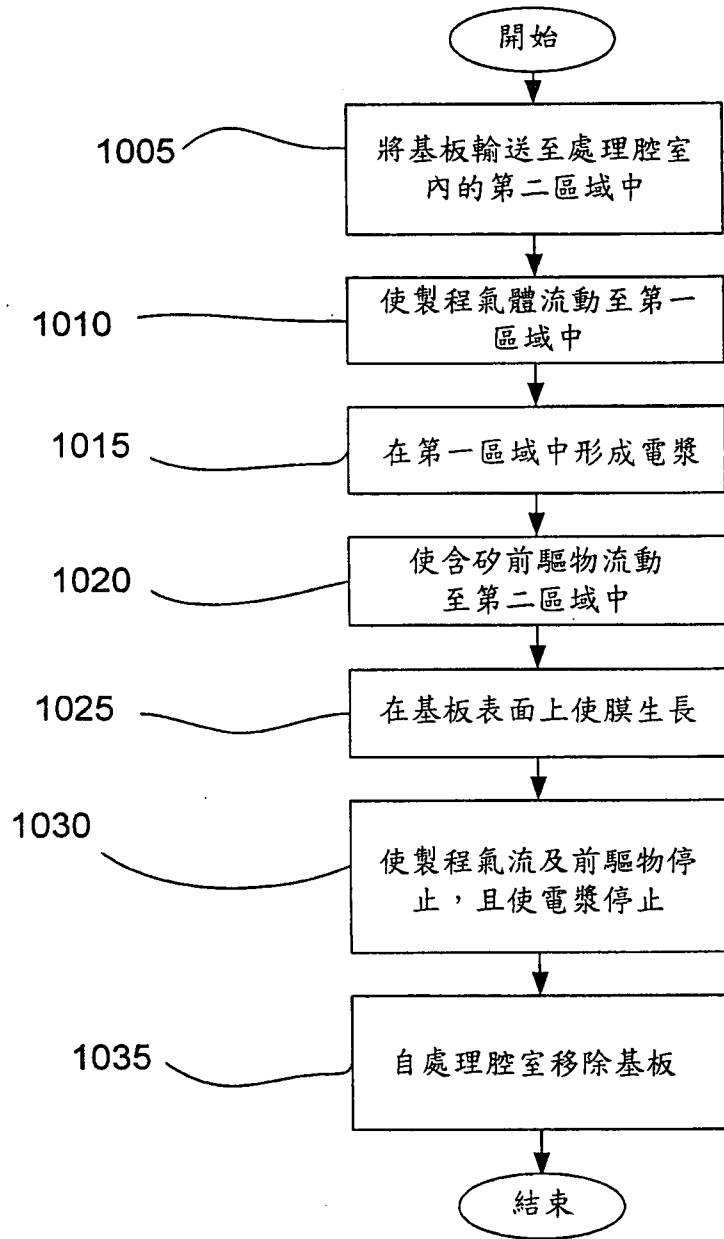 開始
1005
將基板輸送至處理腔室
內的第二區域中
1010
使製程氣體流動至第一
區域中
1015
在第一區域中形成電漿
1020
使含矽前驅物流動
至第二區域中
1025
在基板表面上使膜生長
1030
使製程氣流及前驅物停
止，且使電漿停止
1035
自處理腔室移除基板
結束